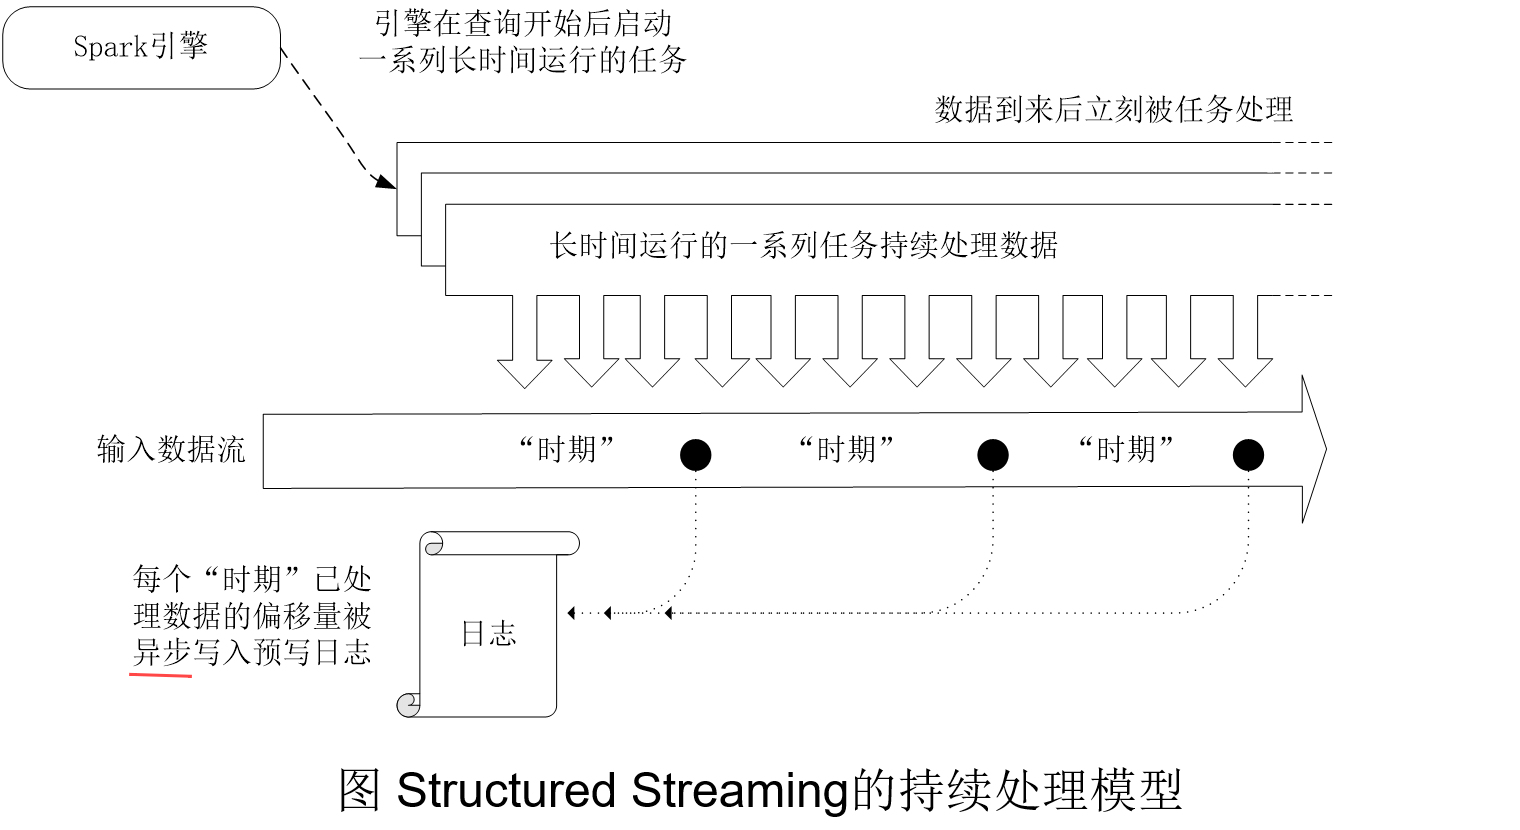 Spark引擎
引擎在查询开始后启动
一系列长时间运行的任务
数据到来后立刻被任务处理
长时间运行的一系列任务持续处理数据
输入数据流
“时期”
“时期”
“时期”
每个“时期”已处
理数据的偏移量被
异步写入预写日志
日志
图 Structured Streaming的持续处理模型